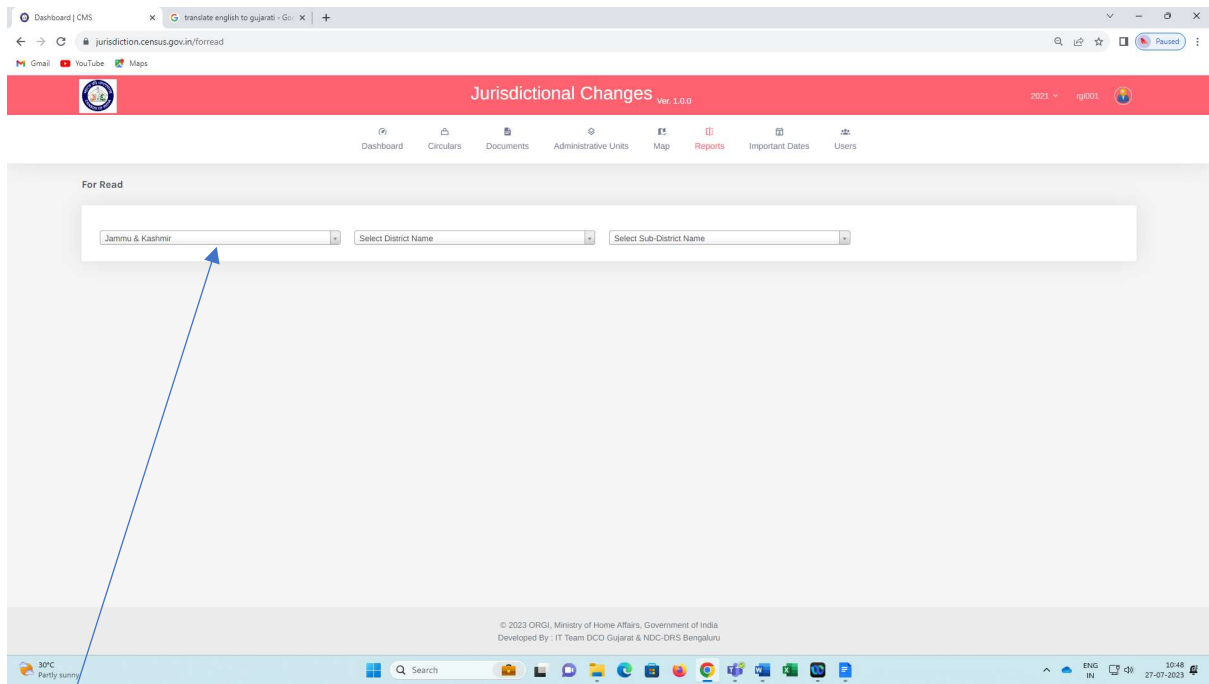 Dashboard | CMS
translate english to gujarati - Goo
jurisdiction.census.gov.in/forread
Paused
Gmail YouTube Maps
Jurisdictional Changes Ver. 1.0.0
2021 rgi001
Dashboard Circulars Documents Administrative Units Map Reports Important Dates Users
For Read
Jammu & Kashmir
Select District Name
Select Sub-District Name
© 2023 ORGI, Ministry of Home Affairs, Government of India
Developed By : IT Team DCO Gujarat & NDC-DRS Bengaluru
30°C
Partly sunny
Search
ENG
IN
10:48
27-07-2023